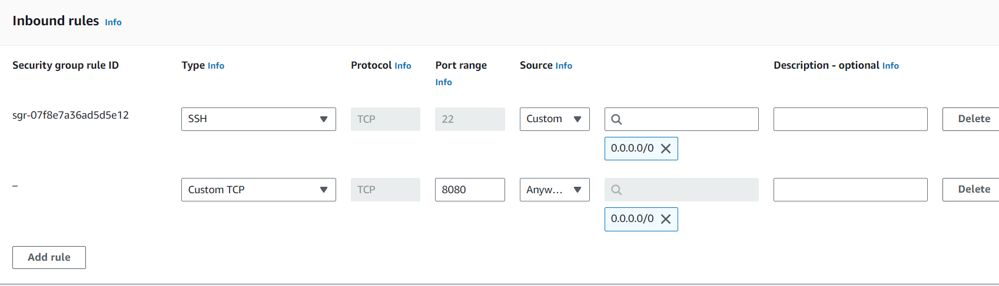 Inbound rules Info
Security group rule ID Type Info Protocol Info Port range Info Source Info Description - optional Info
sgr-07f8e7a36ad5d5e12 SSH TCP 22 Custom Delete
0.0.0.0/0
– Custom TCP TCP 8080 Anyw... Delete
0.0.0.0/0
Add rule